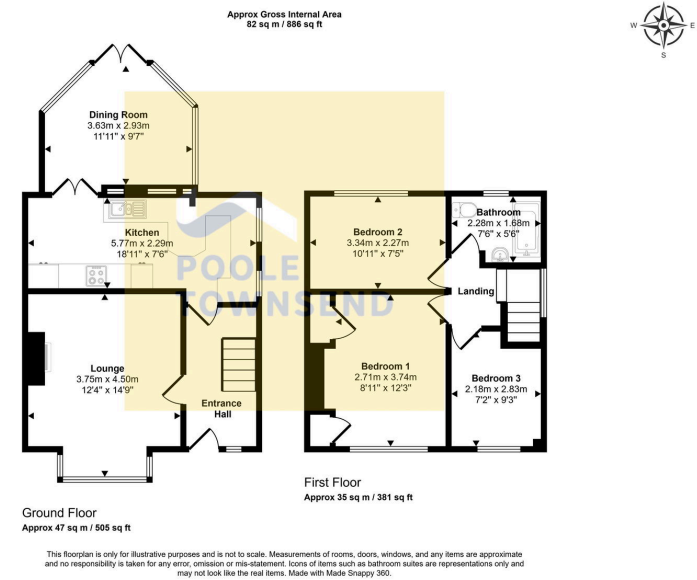 Approx Gross Internal Area
82 sq m / 886 sq ft
W
E
S
Dining Room
3.63m x 2.93m
11'11" x 9'7"
Kitchen
5.77m x 2.29m
18'11" x 7'6"
Bedroom 2
3.34m x 2.27m
10'11" x 7'5"
Bathroom
2.28m x 1.68m
7'6" x 5'6"
POOLE
TOWNSEND
Landing
Lounge
3.75m x 4.50m
12'4" x 14'9"
Entrance
Hall
Bedroom 1
2.71m x 3.74m
8'11" x 12'3"
Bedroom 3
2.18m x 2.83m
7'2" x 9'3"
Ground Floor
Approx 47 sq m / 505 sq ft
First Floor
Approx 35 sq m / 381 sq ft
This floorplan is only for illustrative purposes and is not to scale. Measurements of rooms, doors, windows, and any items are approximate
and no responsibility is taken for any error, omission or mis-statement. Icons of items such as bathroom suites are representations only and
may not look like the real items. Made with Made Snappy 360.